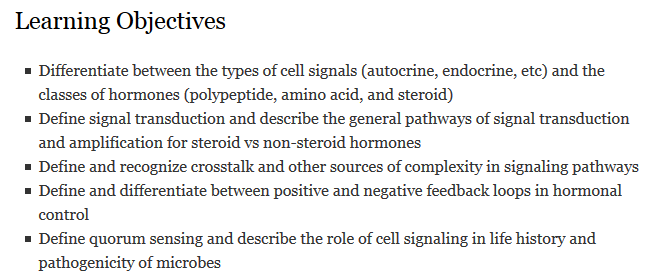 Learning Objectives
▪ Differentiate between the types of cell signals (autocrine, endocrine, etc) and the
classes of hormones (polypeptide, amino acid, and steroid)
▪ Define signal transduction and describe the general pathways of signal transduction
and amplification for steroid vs non-steroid hormones
▪ Define and recognize crosstalk and other sources of complexity in signaling pathways
▪ Define and differentiate between positive and negative feedback loops in hormonal
control
▪ Define quorum sensing and describe the role of cell signaling in life history and
pathogenicity of microbes